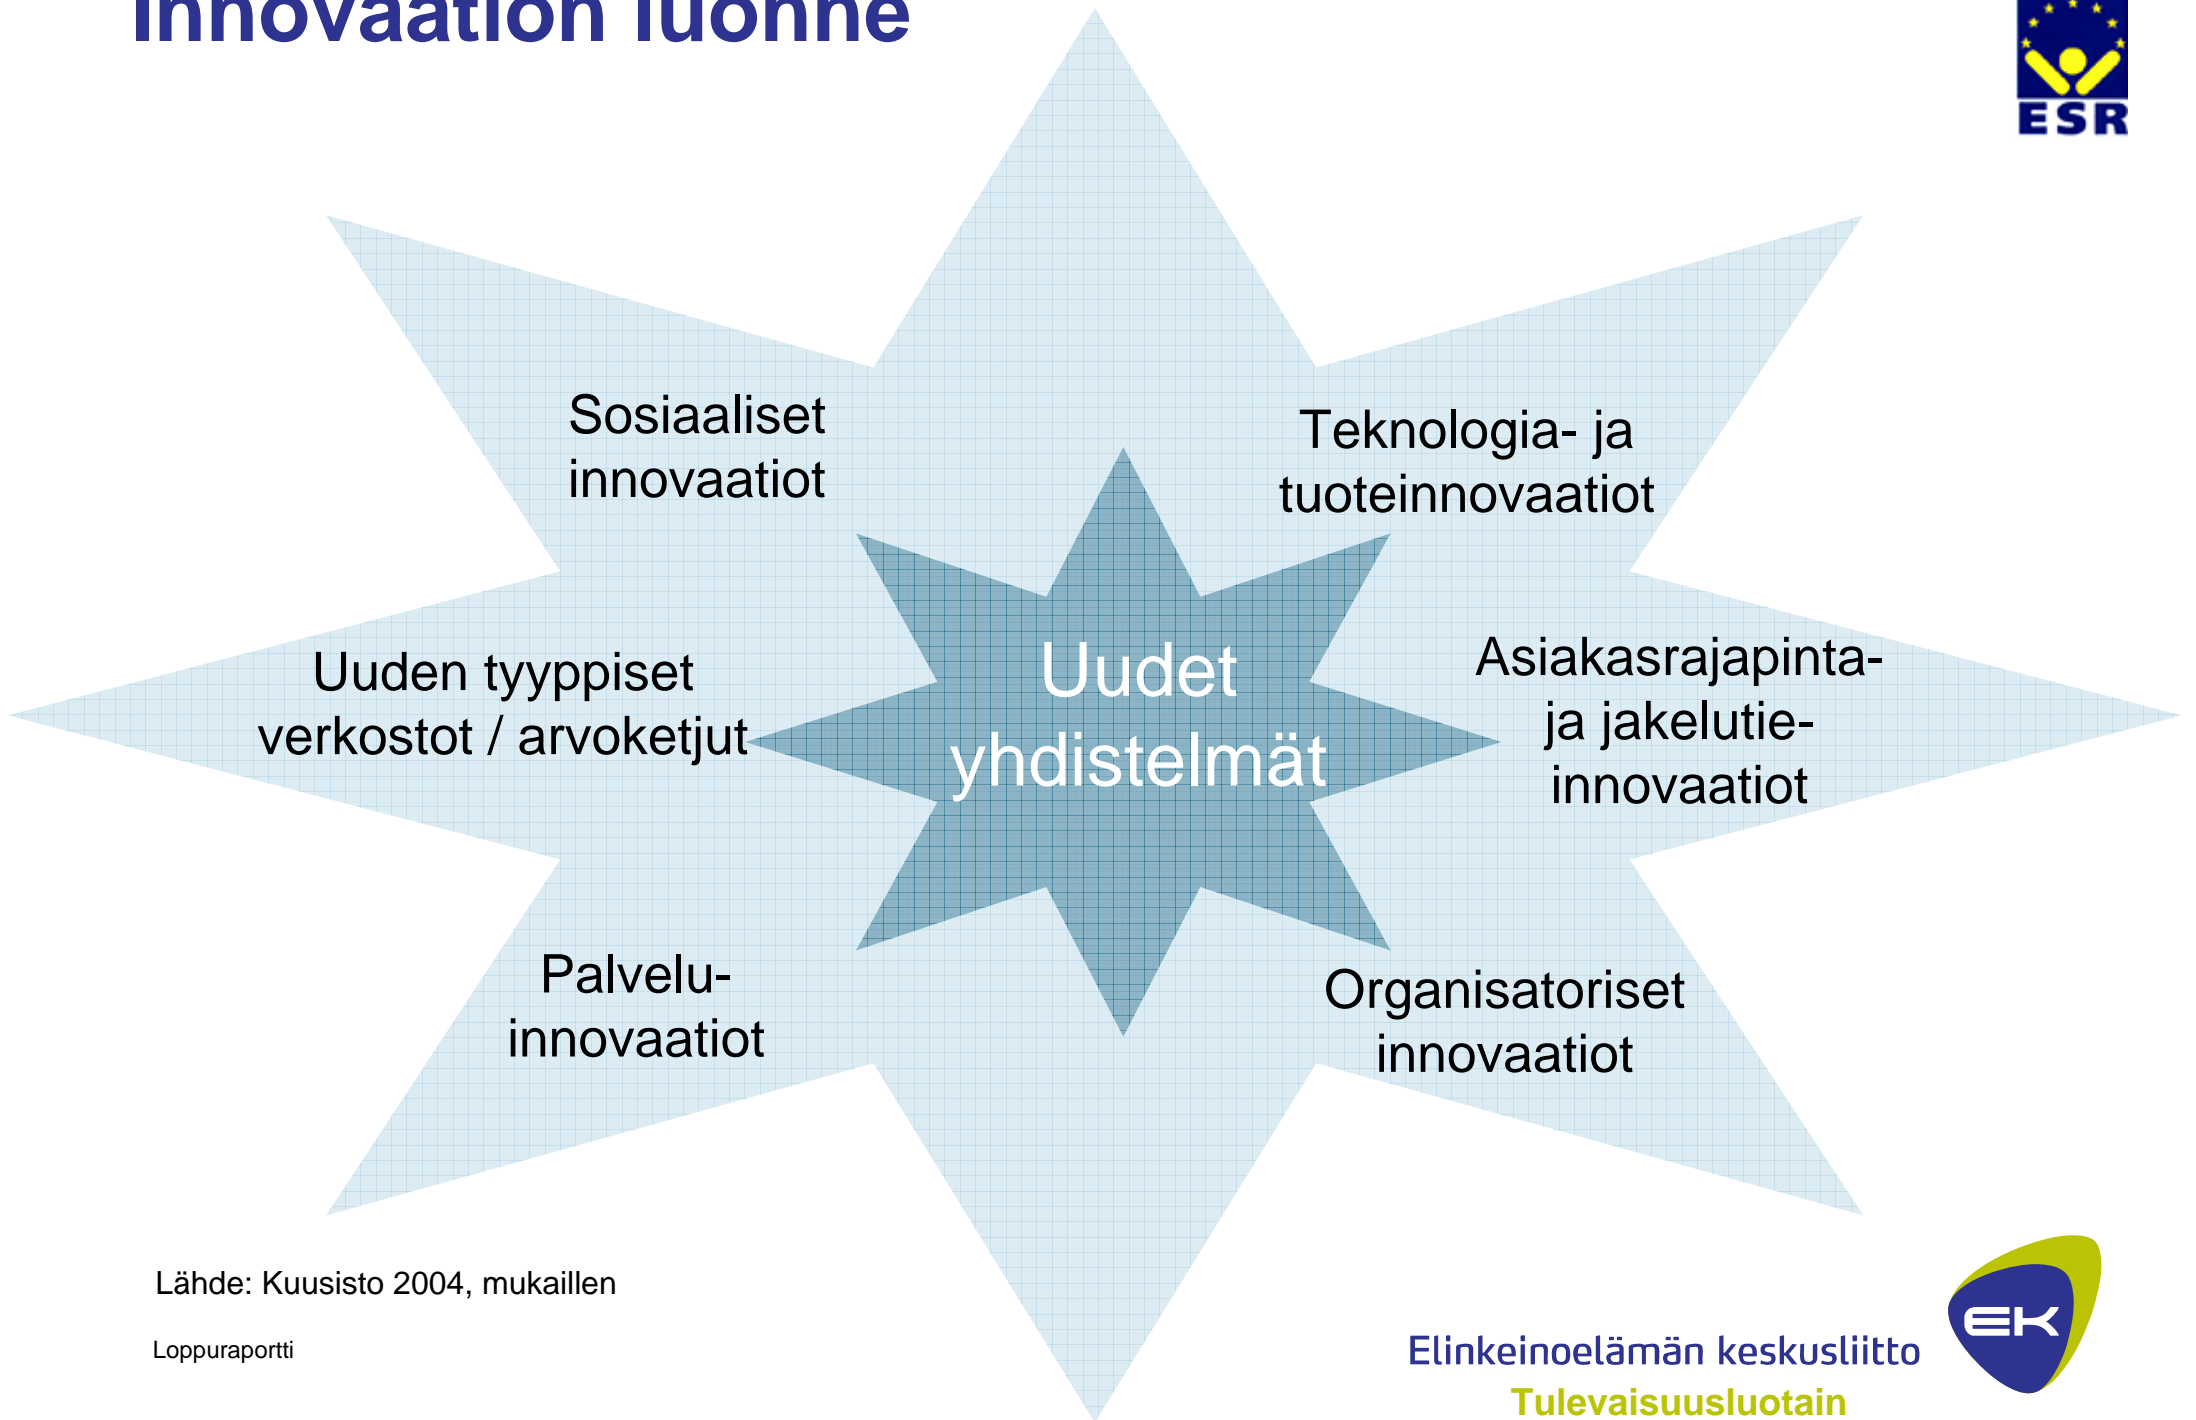 Innovaation luonne
ESR
Sosiaaliset
innovaatiot
Teknologia- ja
tuoteinnovaatiot
Uuden tyyppiset
verkostot / arvoketjut
Uudet
yhdistelmät
Asiakasrajapinta-
ja jakelutie-
innovaatiot
Palvelu-
innovaatiot
Organisatoriset
innovaatiot
Lähde: Kuusisto 2004, mukaillen
Loppuraportti
EK
Elinkeinoelämän keskusliitto
Tulevaisuusluotain